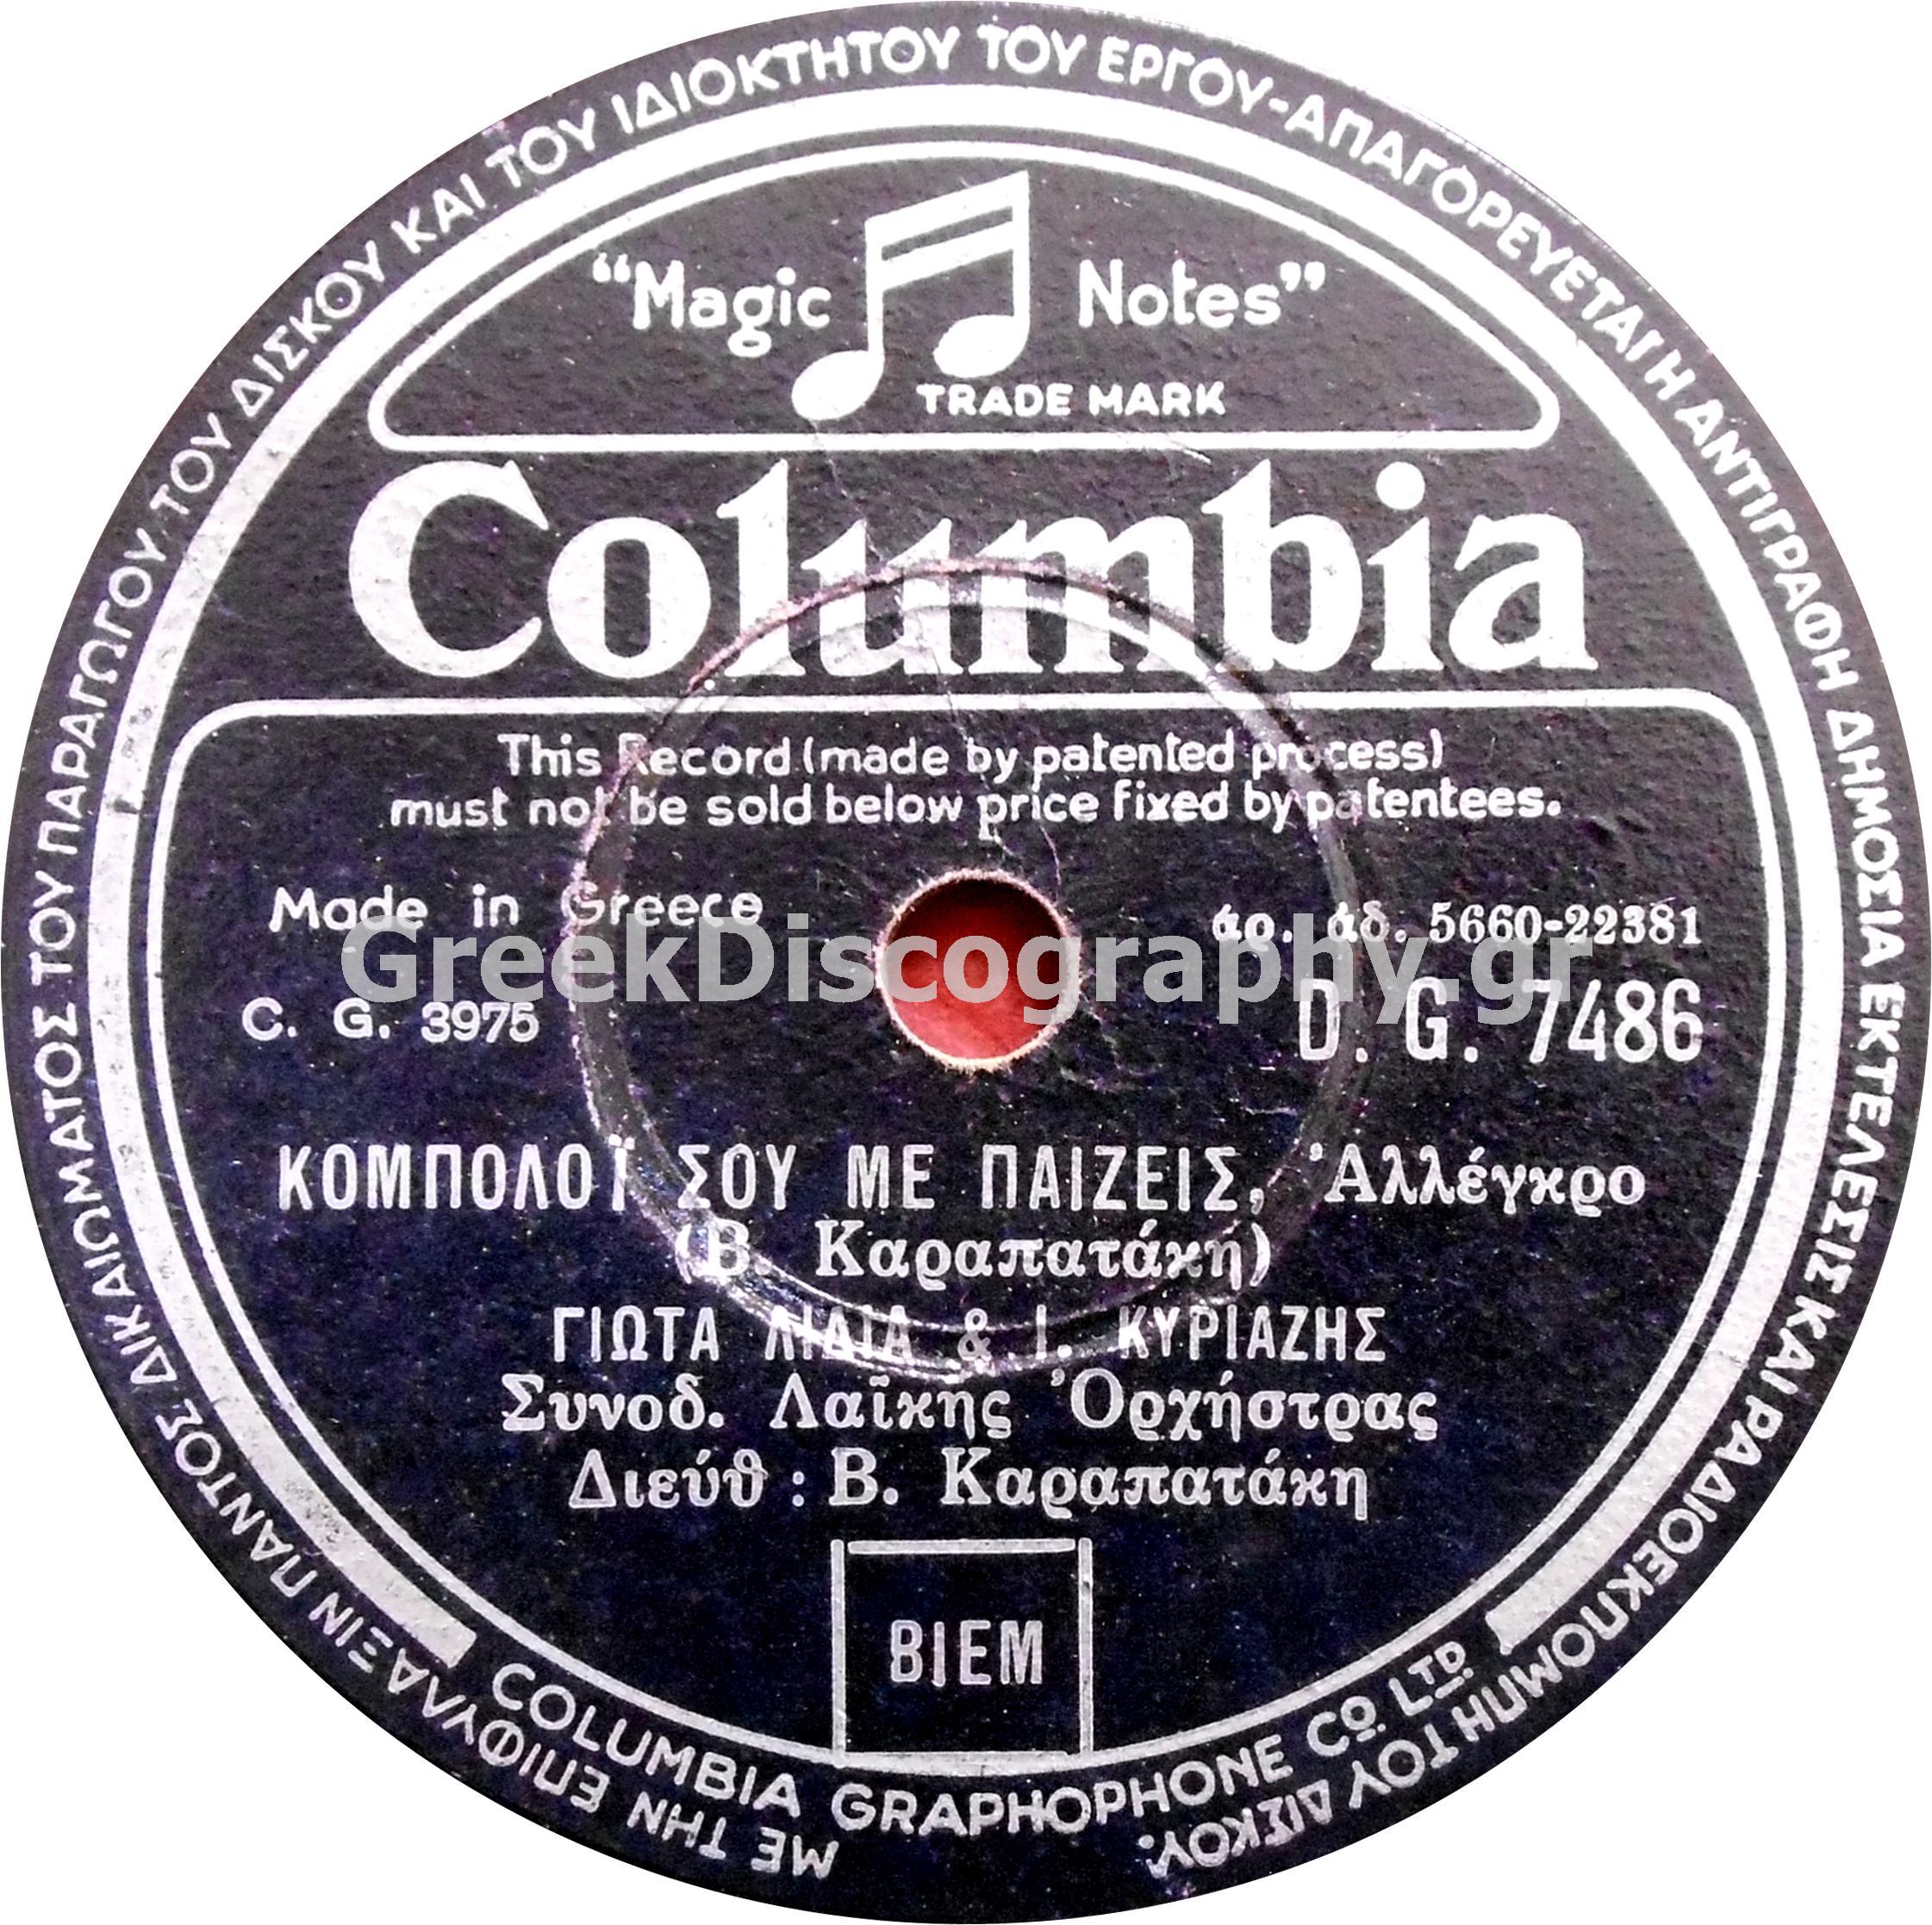 ΜΕ ΤΗΝ ΕΠΙΦΥΛΑΞΙΝ ΠΑΝΤΟΣ ΔΙΚΑΙΩΜΑΤΟΣ ΤΟΥ ΠΑΡΑΓΩΓΟΥ ΤΟΥ ΔΙΣΚΟΥ ΚΑΙ ΤΟΥ ΙΔΙΟΚΤΗΤΟΥ ΤΟΥ ΕΡΓΟΥ-ΑΠΑΓΟΡΕΥΕΤΑΙ Η ΑΝΤΙΓΡΑΦΗ ΔΗΜΟΣΙΑ ΕΚΤΕΛΕΣΙΣ ΚΑΙ ΡΑΔΙΟΕΚΠΟΜΠΗ ΤΟΥ ΔΙΣΚΟΥ.
“Magic Notes”
TRADE MARK
Columbia
This Record (made by patented process)
must not be sold below price fixed by patentees.
Made in Greece
ἀρ. ἀδ. 5660-22381
GreekDiscography.gr
C. G. 3975
D. G. 7486
ΚΟΜΠΟΛΟΪ ΣΟΥ ΜΕ ΠΑΙΖΕΙΣ, Ἀλλέγκρο
(Β. Καραπατάκη)
ΓΙΩΤΑ ΛΙΔΙΑ & Ι. ΚΥΡΙΑΖΗΣ
Συνοδ. Λαϊκης Ὀρχήστρας
Διεύθ : Β. Καραπατάκη
BIEM
COLUMBIA GRAPHOPHONE CO. LTD.